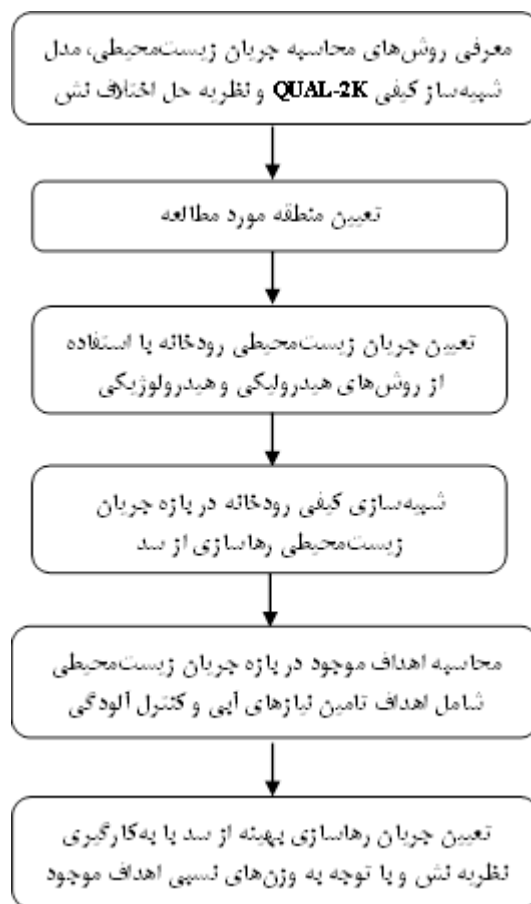 معرفی روش‌های محاسبه جریان زیست‌محیطی، مدل
شبیه‌ساز کیفی QUAL-2K و نظریه حل اختلاف نش
تعیین منطقه مورد مطالعه
تعیین جریان زیست‌محیطی رودخانه با استفاده
از روش‌های هیدرولیکی و هیدرولوژیکی
شبیه‌سازی کیفی رودخانه در بازه جریان
زیست‌محیطی رهاسازی از سد
محاسبه اهداف موجود در بازه جریان زیست‌محیطی
شامل اهداف تامین نیازهای آبی و کنترل آلودگی
تعیین جریان رهاسازی بهینه از سد با به‌کارگیری
نظریه نش و با توجه به وزن‌های نسبی اهداف موجود